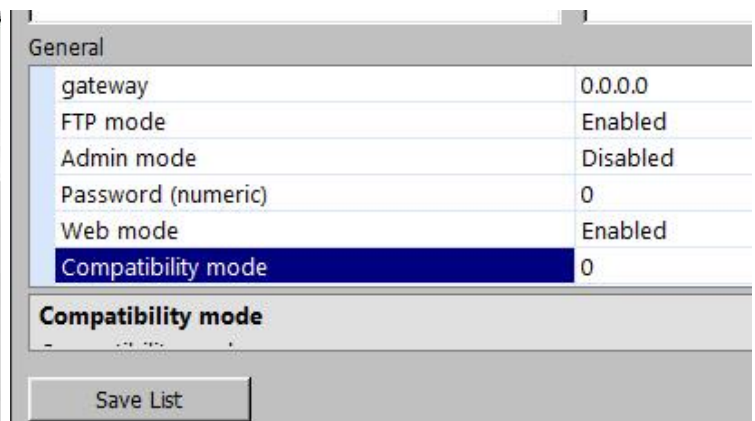 General
gateway 0.0.0.0
FTP mode Enabled
Admin mode Disabled
Password (numeric) 0
Web mode Enabled
Compatibility mode 0
Compatibility mode
Save List